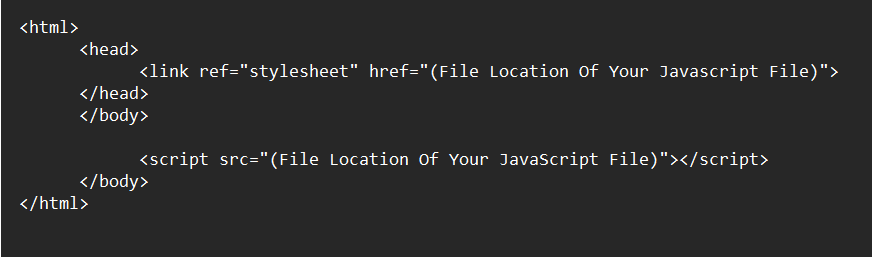 <html>
<head>
<link ref="stylesheet" href="(File Location Of Your Javascript File)">
</head>
</body>
<script src="(File Location Of Your JavaScript File)"></script>
</body>
</html>